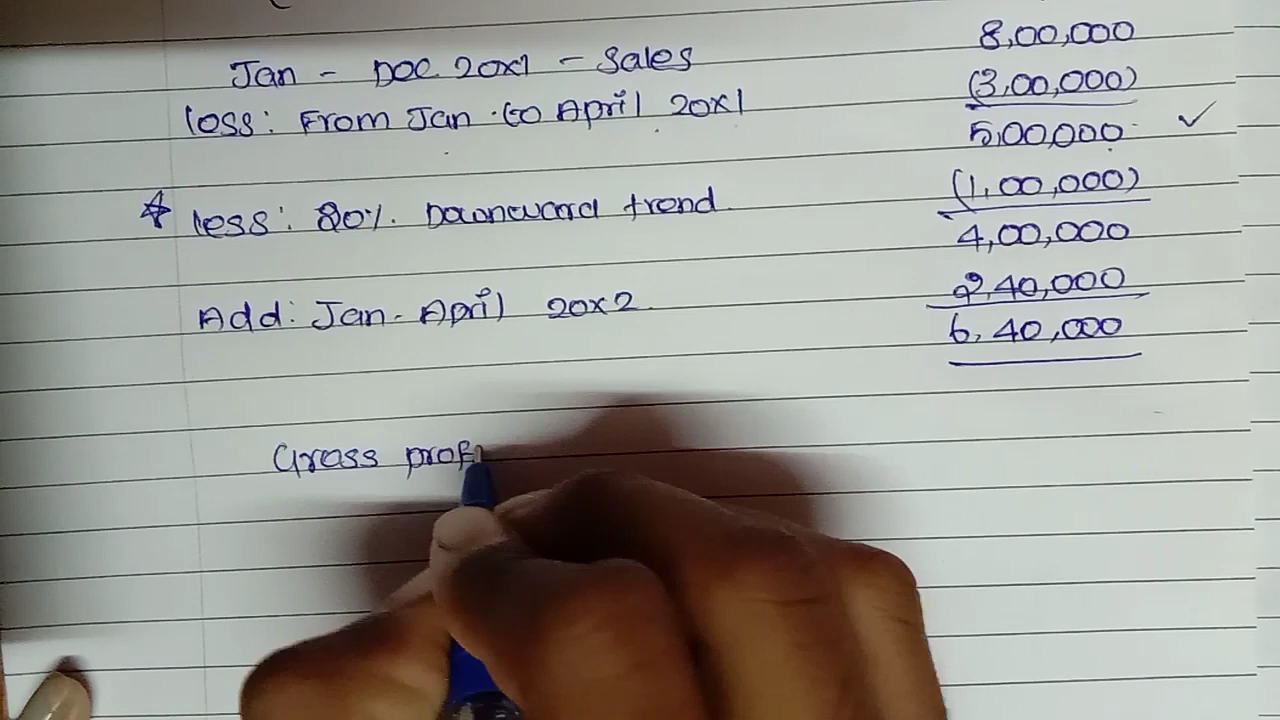 Jan - Dec 20x1 - Sales 8,00,000
less: From Jan to April 20x1 (3,00,000)
5,00,000
* less: 20% Downward trend (1,00,000)
4,00,000
Add: Jan - April 20x2 2,40,000
6,40,000
Gross profi